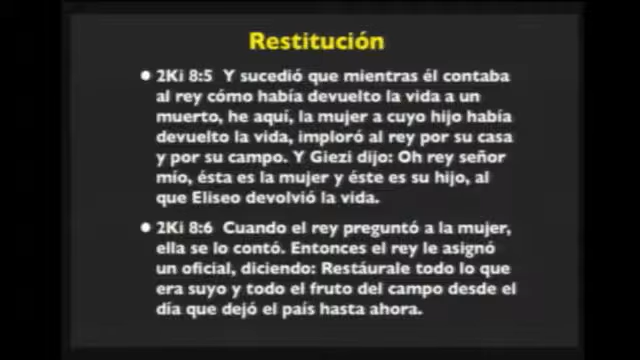 Restitución
• 2Ki 8:5 Y sucedió que mientras él contaba
al rey cómo había devuelto la vida a un
muerto, he aquí, la mujer a cuyo hijo había
devuelto la vida, imploró al rey por su casa
y por su campo. Y Giezi dijo: Oh rey señor
mío, ésta es la mujer y éste es su hijo, al
que Eliseo devolvió la vida.
• 2Ki 8:6 Cuando el rey preguntó a la mujer,
ella se lo contó. Entonces el rey le asignó
un oficial, diciendo: Restáurale todo lo que
era suyo y todo el fruto del campo desde el
día que dejó el país hasta ahora.